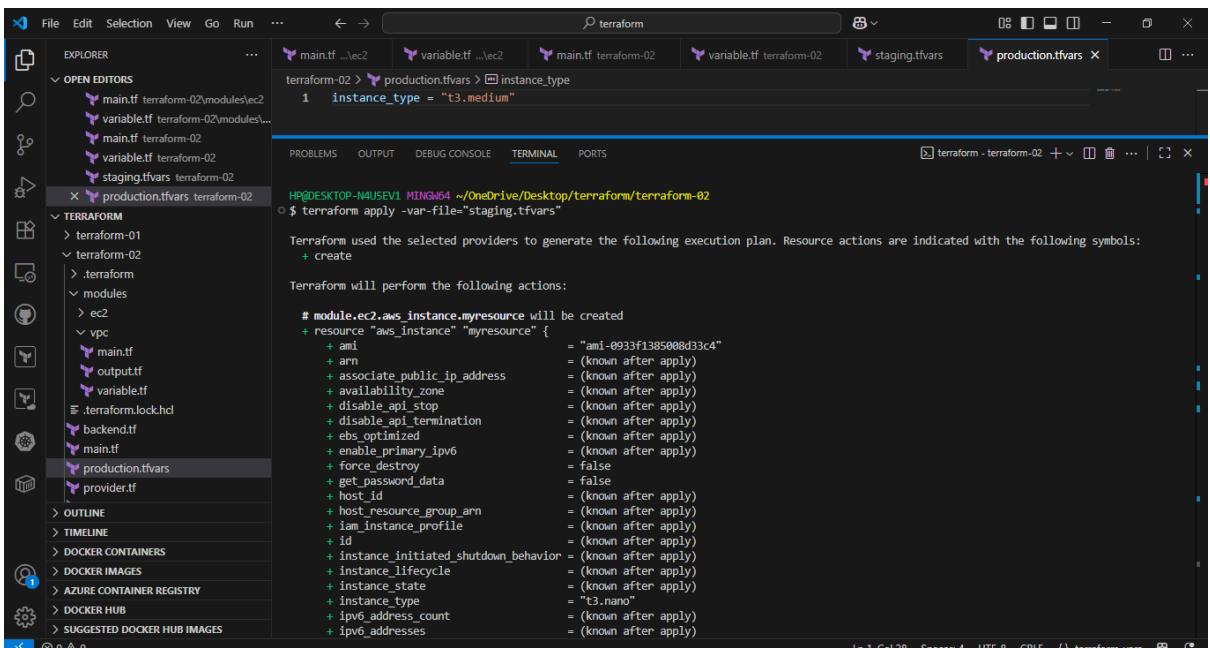 File Edit Selection View Go Run ··· terraform
EXPLORER ···
OPEN EDITORS
main.tf terraform-02\modules\ec2
variable.tf terraform-02\modules\...
main.tf terraform-02
variable.tf terraform-02
staging.tfvars terraform-02
production.tfvars terraform-02
TERRAFORM
terraform-01
terraform-02
.terraform
modules
ec2
vpc
main.tf
output.tf
variable.tf
.terraform.lock.hcl
backend.tf
main.tf
production.tfvars
provider.tf
OUTLINE
TIMELINE
DOCKER CONTAINERS
DOCKER IMAGES
AZURE CONTAINER REGISTRY
DOCKER HUB
SUGGESTED DOCKER HUB IMAGES
1
main.tf ...\ec2 variable.tf ...\ec2 main.tf terraform-02 variable.tf terraform-02 staging.tfvars production.tfvars
terraform-02 > production.tfvars > instance_type
1 instance_type = "t3.medium"
PROBLEMS OUTPUT DEBUG CONSOLE TERMINAL PORTS terraform - terraform-02
HP@DESKTOP-N4U5EV1 MINGW64 ~/OneDrive/Desktop/terraform/terraform-02
$ terraform apply -var-file="staging.tfvars"
Terraform used the selected providers to generate the following execution plan. Resource actions are indicated with the following symbols:
+ create
Terraform will perform the following actions:
# module.ec2.aws_instance.myresource will be created
+ resource "aws_instance" "myresource" {
+ ami = "ami-0933f1385008d33c4"
+ arn = (known after apply)
+ associate_public_ip_address = (known after apply)
+ availability_zone = (known after apply)
+ disable_api_stop = (known after apply)
+ disable_api_termination = (known after apply)
+ ebs_optimized = (known after apply)
+ enable_primary_ipv6 = (known after apply)
+ force_destroy = false
+ get_password_data = false
+ host_id = (known after apply)
+ host_resource_group_arn = (known after apply)
+ iam_instance_profile = (known after apply)
+ id = (known after apply)
+ instance_initiated_shutdown_behavior = (known after apply)
+ instance_lifecycle = (known after apply)
+ instance_state = (known after apply)
+ instance_type = "t3.nano"
+ ipv6_address_count = (known after apply)
+ ipv6_addresses = (known after apply)